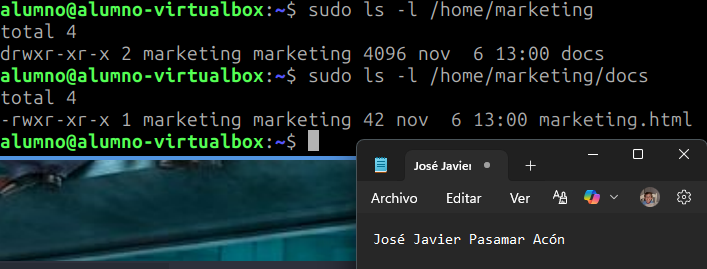 alumno@alumno-virtualbox:~$ sudo ls -l /home/marketing
total 4
drwxr-xr-x 2 marketing marketing 4096 nov  6 13:00 docs
alumno@alumno-virtualbox:~$ sudo ls -l /home/marketing/docs
total 4
-rwxr-xr-x 1 marketing marketing 42 nov  6 13:00 marketing.html
alumno@alumno-virtualbox:~$
José Javier
Archivo Editar Ver
José Javier Pasamar Acón